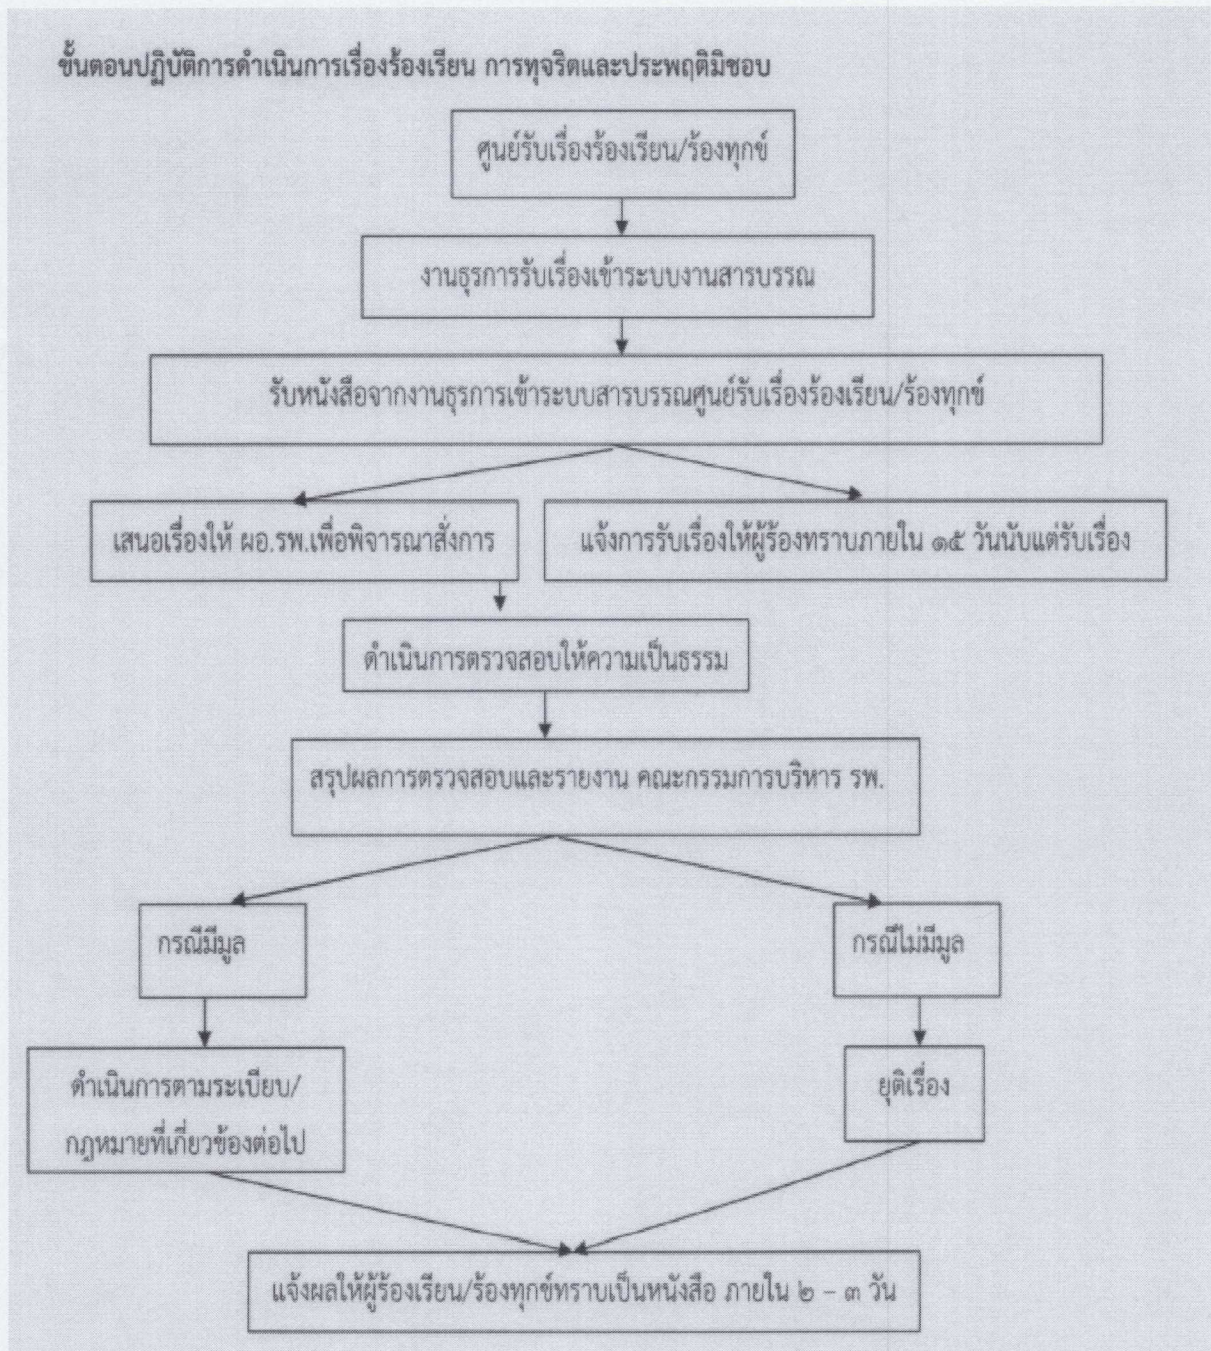 ขั้นตอนปฏิบัติการดำเนินการเรื่องร้องเรียน การทุจริตและประพฤติมิชอบ
ศูนย์รับเรื่องร้องเรียน/ร้องทุกข์
งานธุรการรับเรื่องเข้าระบบงานสารบรรณ
รับหนังสือจากงานธุรการเข้าระบบสารบรรณศูนย์รับเรื่องร้องเรียน/ร้องทุกข์
เสนอเรื่องให้ ผอ.รพ.เพื่อพิจารณาสั่งการ
แจ้งการรับเรื่องให้ผู้ร้องทราบภายใน ๑๕ วันนับแต่รับเรื่อง
ดำเนินการตรวจสอบให้ความเป็นธรรม
สรุปผลการตรวจสอบและรายงาน คณะกรรมการบริหาร รพ.
กรณีมีมูล
กรณีไม่มีมูล
ดำเนินการตามระเบียบ/
กฎหมายที่เกี่ยวข้องต่อไป
ยุติเรื่อง
แจ้งผลให้ผู้ร้องเรียน/ร้องทุกข์ทราบเป็นหนังสือ ภายใน ๒ – ๓ วัน